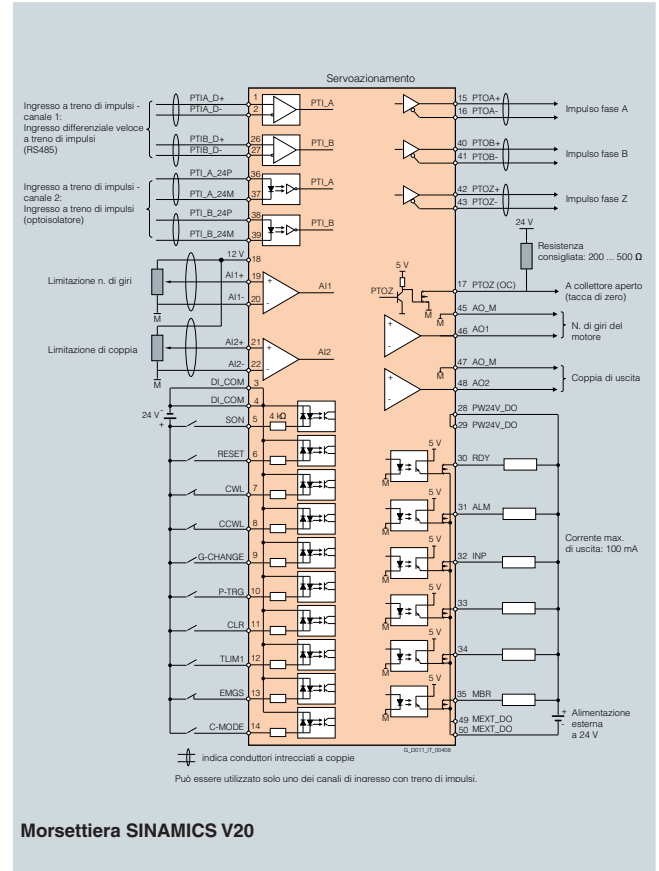 Servoazionamento
Ingresso a treno di impulsi -
canale 1:
Ingresso differenziale veloce
a treno di impulsi
(RS485)
PTIA_D+ 1
PTIA_D- 2
PTI_A
PTIB_D+ 26
PTIB_D- 27
PTI_B
Ingresso a treno di impulsi -
canale 2:
Ingresso a treno di impulsi
(optoisolatore)
PTI_A_24P 36
PTI_A_24M 37
PTI_A
PTI_B_24P 38
PTI_B_24M 39
PTI_B
12 V 18
Limitazione n. di giri
AI1+ 19
AI1- 20
+
-
AI1
M
Limitazione di coppia
AI2+ 21
AI2- 22
+
-
AI2
M
DI_COM 3
DI_COM 4
24 V
-
+
SON 5
4 kΩ
RESET 6
CWL 7
CCWL 8
G-CHANGE 9
P-TRG 10
CLR 11
TLIM1 12
EMGS 13
C-MODE 14
15 PTOA+
16 PTOA-
Impulso fase A
40 PTOB+
41 PTOB-
Impulso fase B
42 PTOZ+
43 PTOZ-
Impulso fase Z
24 V
Resistenza
consigliata: 200 ... 500 Ω
5 V
PTOZ
M M
17 PTOZ (OC)
A collettore aperto
(tacca di zero)
45 AO_M
M
46 AO1
+
-
N. di giri del
motore
47 AO_M
M
48 AO2
+
-
Coppia di uscita
28 PW24V_DO
29 PW24V_DO
5 V
30 RDY
M
5 V
31 ALM
M
5 V
32 INP
M
5 V
33
M
5 V
34
M
5 V
35 MBR
M
Corrente max.
di uscita: 100 mA
49 MEXT_DO
50 MEXT_DO
+
-
Alimentazione
esterna
a 24 V
G_D011_IT_00406
indica conduttori intrecciati a coppie
Può essere utilizzato solo uno dei canali di ingresso con treno di impulsi.
Morsettiera SINAMICS V20